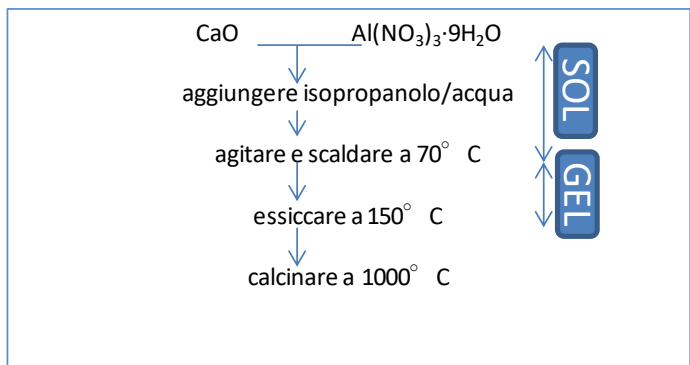 CaO Al(NO₃)₃·9H₂O
aggiungere isopropanolo/acqua
agitare e scaldare a 70° C
essiccare a 150° C
calcinare a 1000° C
SOL
GEL